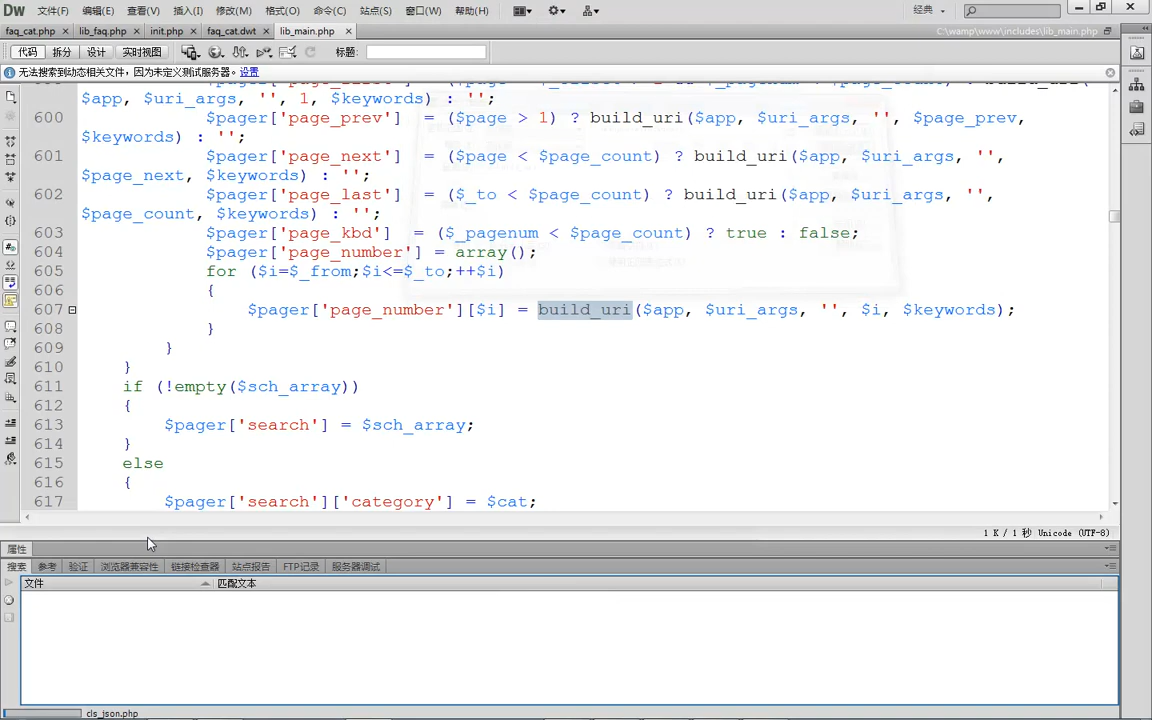 Dw 文件(F) 编辑(E) 查看(V) 插入(I) 修改(M) 格式(O) 命令(C) 站点(S) 窗口(W) 帮助(H) 经典
faq_cat.php × lib_faq.php × init.php × faq_cat.dwt × lib_main.php × C:\wamp\www\includes\lib_main.php
代码 拆分 设计 实时视图 标题:
无法搜索到动态相关文件，因为未定义测试服务器。 设置
$app, $uri_args, '', 1, $keywords) : '';
600 $pager['page_prev'] = ($page > 1) ? build_uri($app, $uri_args, '', $page_prev,
$keywords) : '';
601 $pager['page_next'] = ($page < $page_count) ? build_uri($app, $uri_args, '',
$page_next, $keywords) : '';
602 $pager['page_last'] = ($_to < $page_count) ? build_uri($app, $uri_args, '',
$page_count, $keywords) : '';
603 $pager['page_kbd'] = ($_pagenum < $page_count) ? true : false;
604 $pager['page_number'] = array();
605 for ($i=$_from;$i<=$_to;++$i)
606 {
607 $pager['page_number'][$i] = build_uri($app, $uri_args, '', $i, $keywords);
608 }
609 }
610 }
611 if (!empty($sch_array))
612 {
613 $pager['search'] = $sch_array;
614 }
615 else
616 {
617 $pager['search']['category'] = $cat;
1 K / 1 秒 Unicode (UTF-8)
属性
搜索 参考 验证 浏览器兼容性 链接检查器 站点报告 FTP记录 服务器调试
文件 匹配文本
cls_json.php